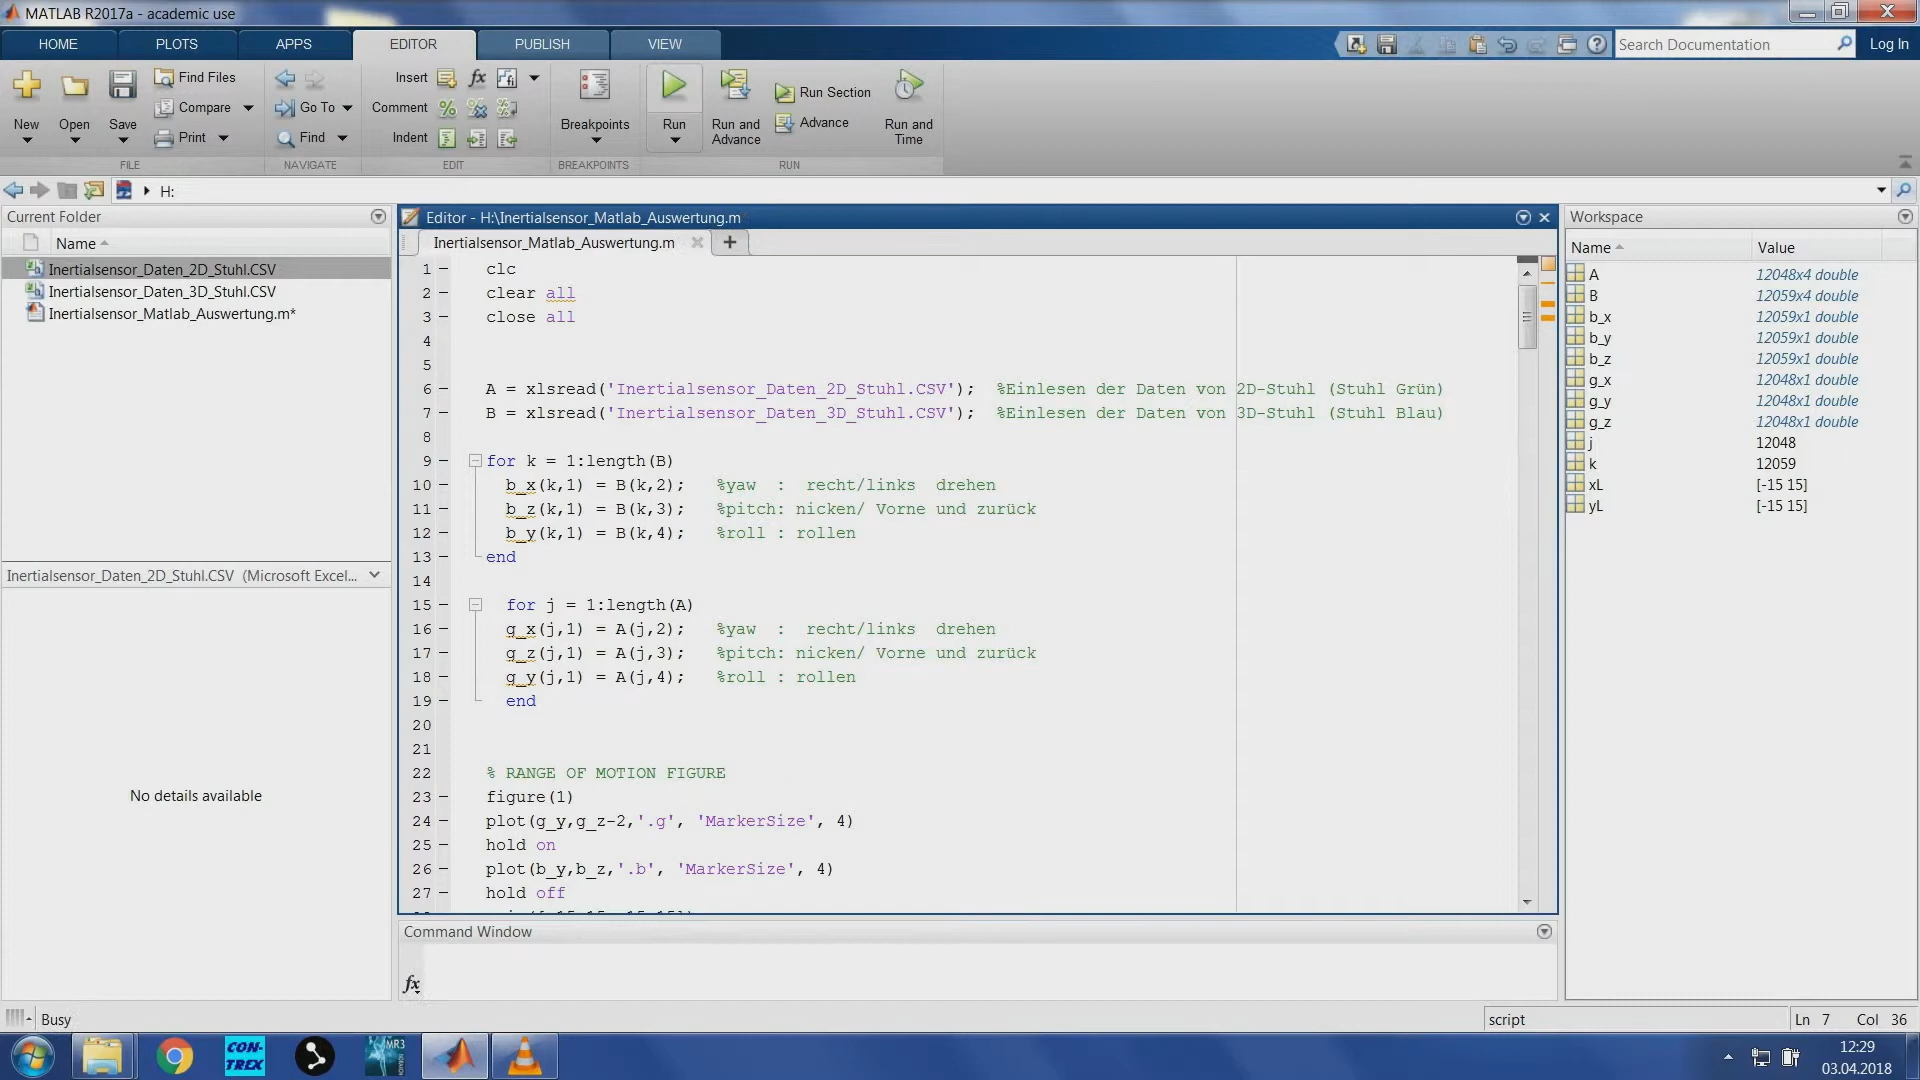 MATLAB R2017a - academic use
HOME PLOTS APPS EDITOR PUBLISH VIEW
Search Documentation
Log In
New
Open
Save
Find Files
Compare
Print
FILE
Go To
Find
NAVIGATE
Insert
Comment
Indent
EDIT
Breakpoints
BREAKPOINTS
Run
Run and Advance
Run Section
Advance
Run and Time
RUN
H:
Current Folder
Name
Inertialsensor_Daten_2D_Stuhl.CSV
Inertialsensor_Daten_3D_Stuhl.CSV
Inertialsensor_Matlab_Auswertung.m*
Inertialsensor_Daten_2D_Stuhl.CSV (Microsoft Excel...
No details available
Editor - H:\Inertialsensor_Matlab_Auswertung.m
Inertialsensor_Matlab_Auswertung.m
1 clc
2 clear all
3 close all
4
5
6 A = xlsread('Inertialsensor_Daten_2D_Stuhl.CSV'); %Einlesen der Daten von 2D-Stuhl (Stuhl Grün)
7 B = xlsread('Inertialsensor_Daten_3D_Stuhl.CSV'); %Einlesen der Daten von 3D-Stuhl (Stuhl Blau)
8
9 for k = 1:length(B)
10 b_x(k,1) = B(k,2); %yaw : recht/links drehen
11 b_z(k,1) = B(k,3); %pitch: nicken/ Vorne und zurück
12 b_y(k,1) = B(k,4); %roll : rollen
13 end
14
15 for j = 1:length(A)
16 g_x(j,1) = A(j,2); %yaw : recht/links drehen
17 g_z(j,1) = A(j,3); %pitch: nicken/ Vorne und zurück
18 g_y(j,1) = A(j,4); %roll : rollen
19 end
20
21
22 % RANGE OF MOTION FIGURE
23 figure(1)
24 plot(g_y,g_z-2,'.g', 'MarkerSize', 4)
25 hold on
26 plot(b_y,b_z,'.b', 'MarkerSize', 4)
27 hold off
Command Window
fx
Workspace
Name Value
A 12048x4 double
B 12059x4 double
b_x 12059x1 double
b_y 12059x1 double
b_z 12059x1 double
g_x 12048x1 double
g_y 12048x1 double
g_z 12048x1 double
j 12048
k 12059
xL [-15 15]
yL [-15 15]
Busy
script
Ln 7 Col 36
CON-TREX
MR3
12:29
03.04.2018